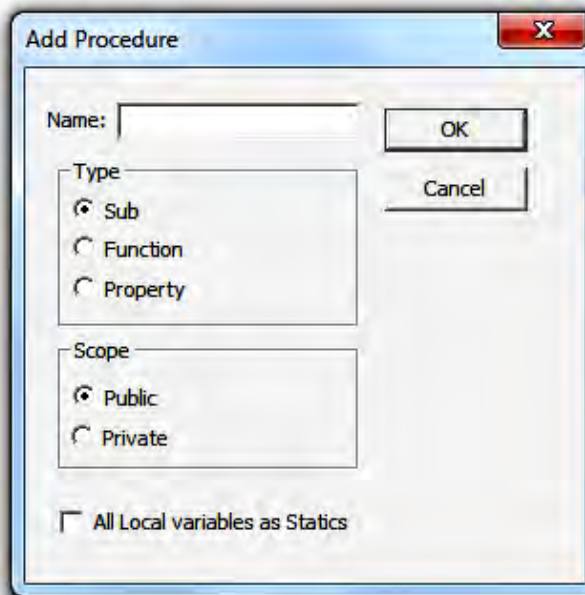 Add Procedure
Name:
OK
Cancel
Type
Sub
Function
Property
Scope
Public
Private
All Local variables as Statics